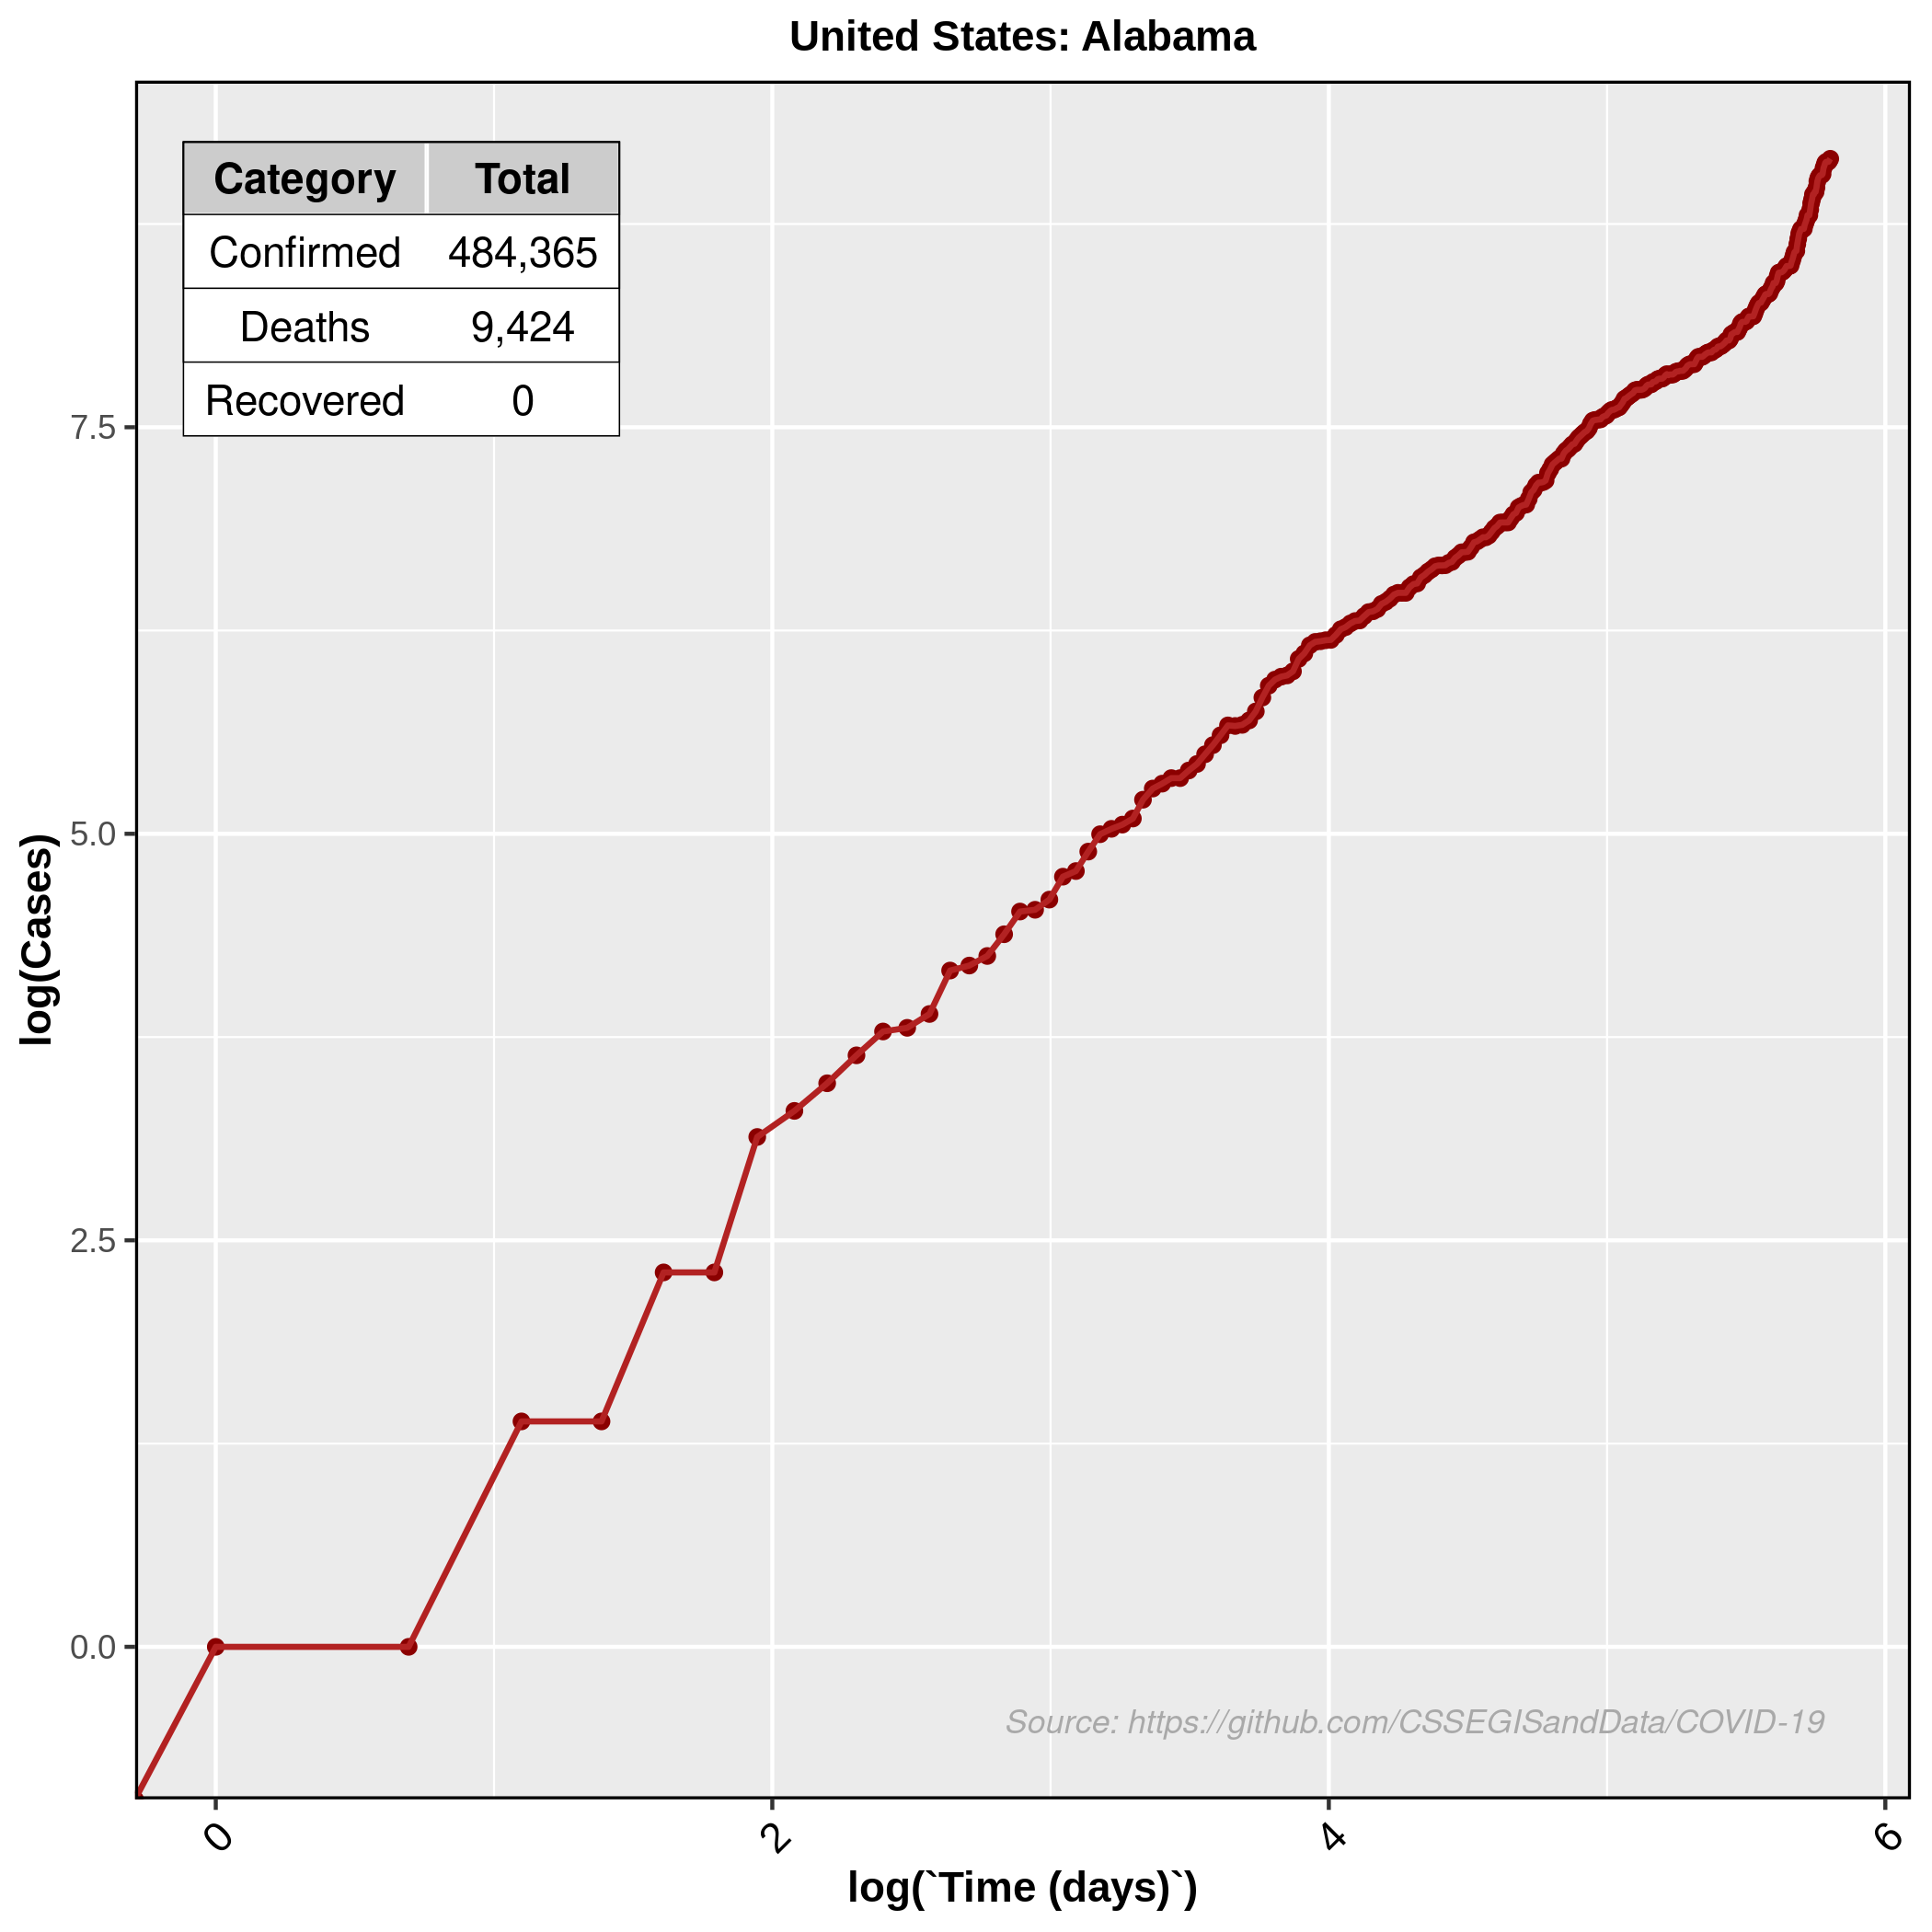 United States: Alabama
Category Total
Confirmed 484,365
Deaths 9,424
Recovered 0
7.5
5.0
2.5
0.0
log(Cases)
Source: https://github.com/CSSEGISandData/COVID-19
0 2 4 6
log(`Time (days)`)